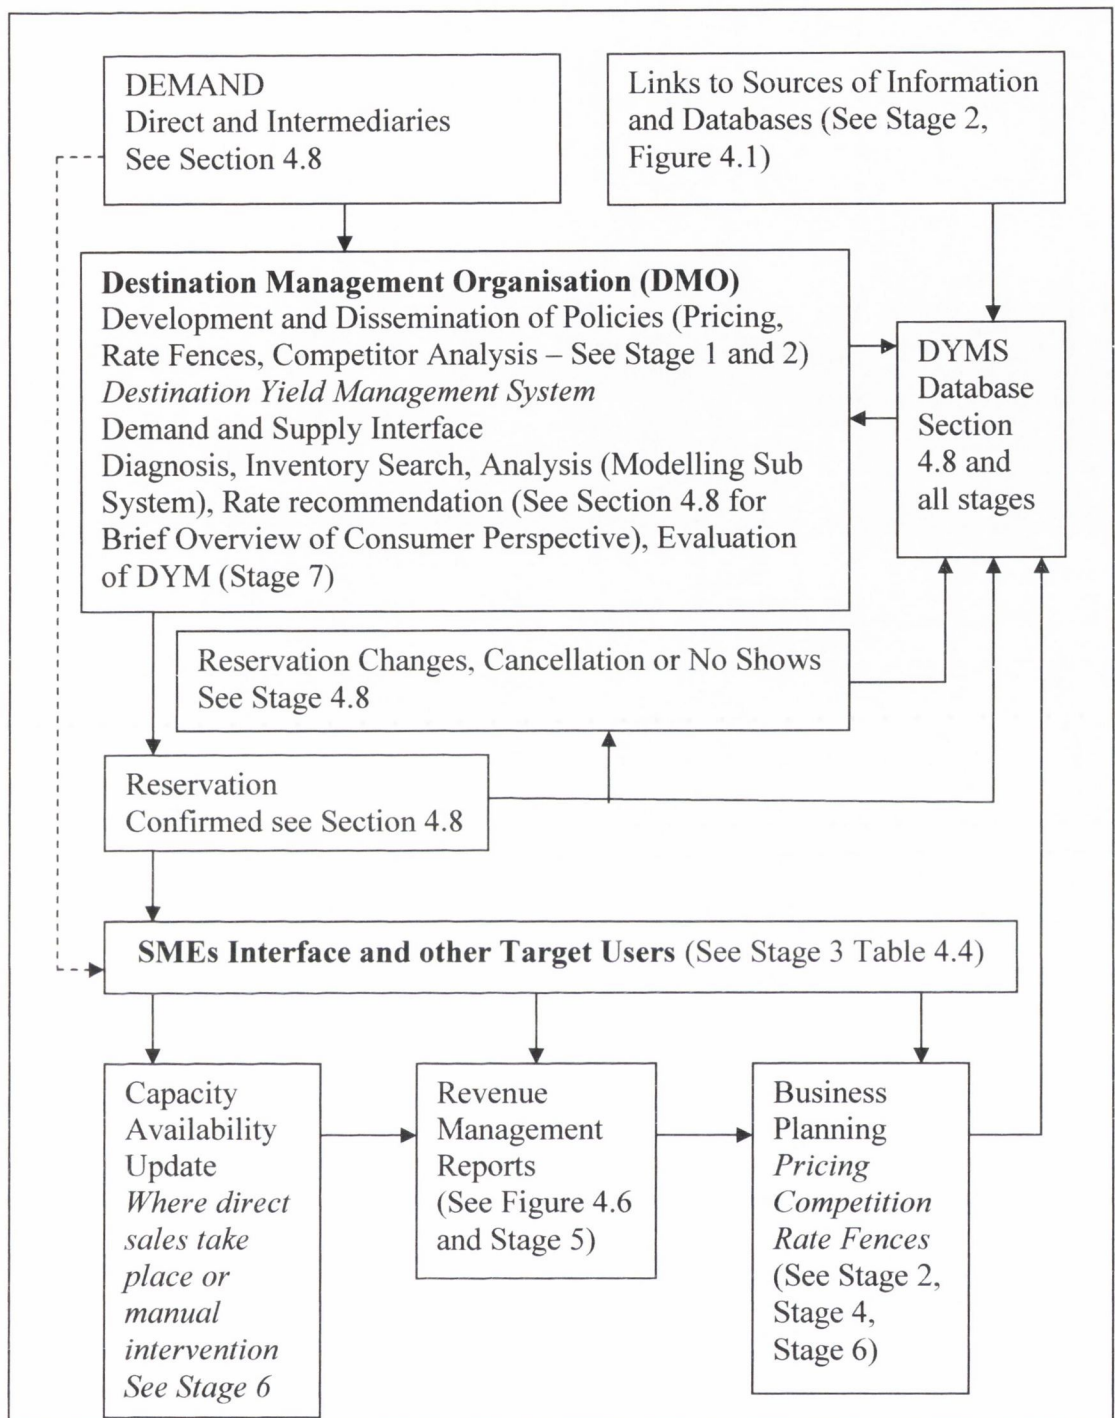 DEMAND
Direct and Intermediaries
See Section 4.8
Links to Sources of Information
and Databases (See Stage 2,
Figure 4.1)
Destination Management Organisation (DMO)
Development and Dissemination of Policies (Pricing,
Rate Fences, Competitor Analysis – See Stage 1 and 2)
Destination Yield Management System
Demand and Supply Interface
Diagnosis, Inventory Search, Analysis (Modelling Sub
System), Rate recommendation (See Section 4.8 for
Brief Overview of Consumer Perspective), Evaluation
of DYM (Stage 7)
DYMS
Database
Section
4.8 and
all stages
Reservation Changes, Cancellation or No Shows
See Stage 4.8
Reservation
Confirmed see Section 4.8
SMEs Interface and other Target Users (See Stage 3 Table 4.4)
Capacity
Availability
Update
Where direct
sales take
place or
manual
intervention
See Stage 6
Revenue
Management
Reports
(See Figure 4.6
and Stage 5)
Business
Planning
Pricing
Competition
Rate Fences
(See Stage 2,
Stage 4,
Stage 6)